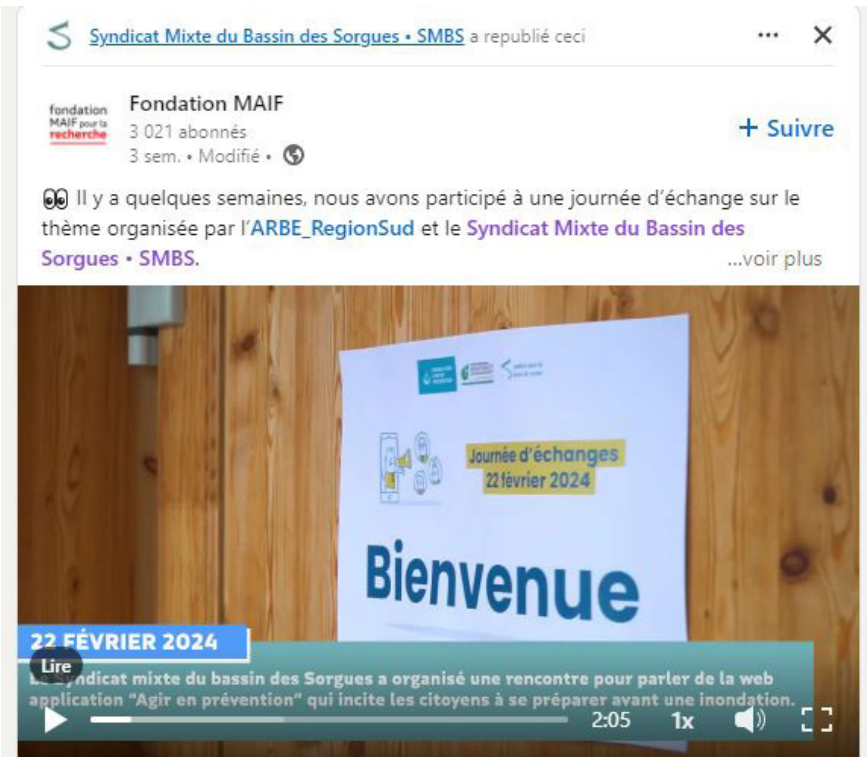 Syndicat Mixte du Bassin des Sorgues • SMBS a republié ceci
fondation
MAIF pour la
recherche
Fondation MAIF
3 021 abonnés
3 sem. • Modifié •
+ Suivre
Il y a quelques semaines, nous avons participé à une journée d'échange sur le
thème organisée par l'ARBE_RegionSud et le Syndicat Mixte du Bassin des
Sorgues • SMBS.
...voir plus
Journée d'échanges
22 février 2024
Bienvenue
22 FÉVRIER 2024
Lire
Syndicat mixte du bassin des Sorgues a organisé une rencontre pour parler de la web
application "Agir en prévention" qui incite les citoyens à se préparer avant une inondation.
2:05
1x